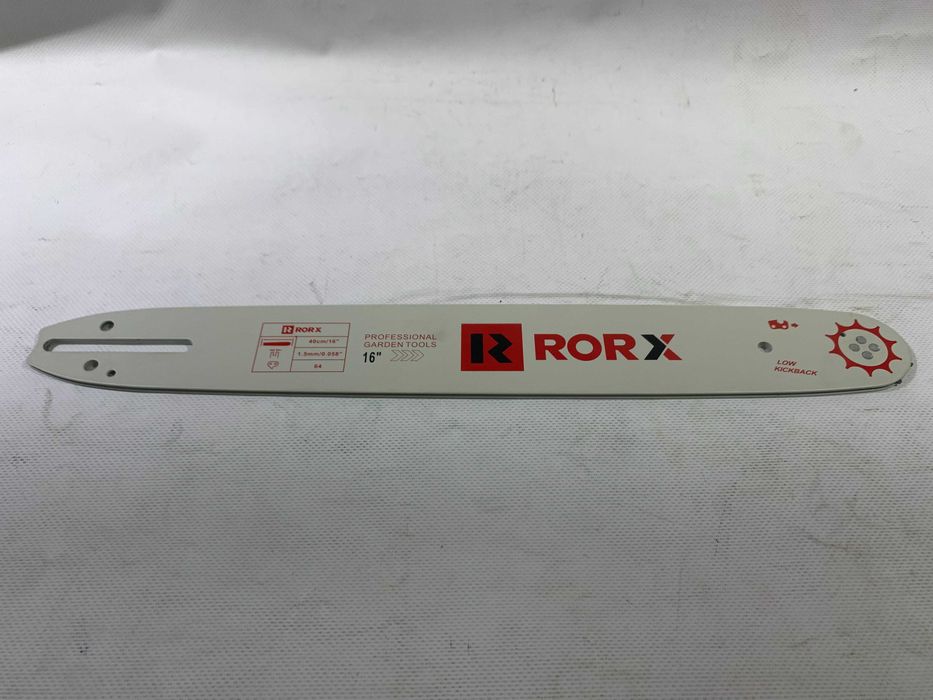 R RORX
40cm/16"
1.5mm/0.058"
64
PROFESSIONAL
GARDEN TOOLS
16"
R RORX
LOW
KICKBACK